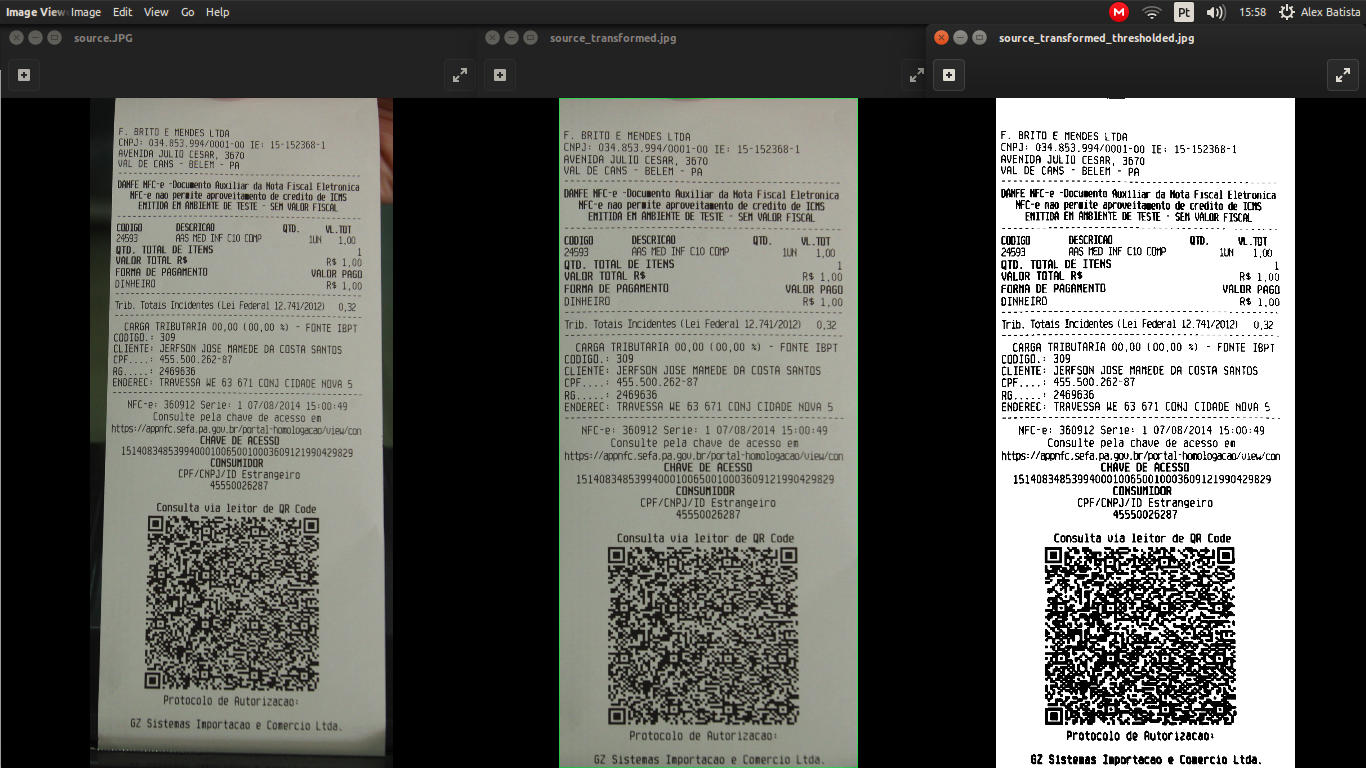 Image View Image Edit View Go Help
M Pt 15:58 Alex Batista
source.JPG
F. BRITO E MENDES LTDA
CNPJ: 034.853.994/0001-00 IE: 15-152368-1
AVENIDA JULIO CESAR, 3670
VAL DE CANS - BELEM - PA
DANFE NFC-e -Documento Auxiliar da Nota Fiscal Eletronica
NFC-e nao permite aproveitamento de credito de ICMS
EMITIDA EM AMBIENTE DE TESTE - SEM VALOR FISCAL
CODIGO DESCRICAO QTD. VL.TOT
24593 AAS MED INF C10 COMP 1UN 1,00
QTD. TOTAL DE ITENS 1
VALOR TOTAL R$ R$ 1,00
FORMA DE PAGAMENTO VALOR PAGO
DINHEIRO R$ 1,00
Trib. Totais Incidentes (Lei Federal 12.741/2012) 0,32
CARGA TRIBUTARIA 00,00 (00,00 %) - FONTE IBPT
CODIGO.: 309
CLIENTE: JERFSON JOSE MAMEDE DA COSTA SANTOS
CPF....: 455.500.262-87
RG.....: 2469636
ENDEREC: TRAVESSA WE 63 671 CONJ CIDADE NOVA 5
NFC-e: 360912 Serie: 1 07/08/2014 15:00:49
Consulte pela chave de acesso em
https://appnfc.sefa.pa.gov.br/portal-homologacao/view/con
CHAVE DE ACESSO
15140834853994000100650010003609121990429829
CONSUMIDOR
CPF/CNPJ/ID Estrangeiro
45550026287
Consulta via leitor de QR Code
Protocolo de Autorizacao:
GZ Sistemas Importacao e Comercio Ltda.
source_transformed.jpg
F. BRITO E MENDES LTDA
CNPJ: 034.853.994/0001-00 IE: 15-152368-1
AVENIDA JULIO CESAR, 3670
VAL DE CANS - BELEM - PA
DANFE NFC-e -Documento Auxiliar da Nota Fiscal Eletronica
NFC-e nao permite aproveitamento de credito de ICMS
EMITIDA EM AMBIENTE DE TESTE - SEM VALOR FISCAL
CODIGO DESCRICAO QTD. VL.TOT
24593 AAS MED INF C10 COMP 1UN 1,00
QTD. TOTAL DE ITENS 1
VALOR TOTAL R$ R$ 1,00
FORMA DE PAGAMENTO VALOR PAGO
DINHEIRO R$ 1,00
Trib. Totais Incidentes (Lei Federal 12.741/2012) 0,32
CARGA TRIBUTARIA 00,00 (00,00 %) - FONTE IBPT
CODIGO.: 309
CLIENTE: JERFSON JOSE MAMEDE DA COSTA SANTOS
CPF....: 455.500.262-87
RG.....: 2469636
ENDEREC: TRAVESSA WE 63 671 CONJ CIDADE NOVA 5
NFC-e: 360912 Serie: 1 07/08/2014 15:00:49
Consulte pela chave de acesso em
https://appnfc.sefa.pa.gov.br/portal-homologacao/view/con
CHAVE DE ACESSO
15140834853994000100650010003609121990429829
CONSUMIDOR
CPF/CNPJ/ID Estrangeiro
45550026287
Consulta via leitor de QR Code
Protocolo de Autorizacao:
GZ Sistemas Importacao e Comercio Ltda.
source_transformed_thresholded.jpg
F. BRITO E MENDES LTDA
CNPJ: 034.853.994/0001-00 IE: 15-152368-1
AVENIDA JULIO CESAR, 3670
VAL DE CANS - BELEM - PA
DANFE NFC-e -Documento Auxiliar da Nota Fiscal Eletronica
NFC-e nao permite aproveitamento de credito de ICMS
EMITIDA EM AMBIENTE DE TESTE - SEM VALOR FISCAL
CODIGO DESCRICAO QTD. VL.TOT
24593 AAS MED INF C10 COMP 1UN 1,00
QTD. TOTAL DE ITENS 1
VALOR TOTAL R$ R$ 1,00
FORMA DE PAGAMENTO VALOR PAGO
DINHEIRO R$ 1,00
Trib. Totais Incidentes (Lei Federal 12.741/2012) 0,32
CARGA TRIBUTARIA 00,00 (00,00 %) - FONTE IBPT
CODIGO.: 309
CLIENTE: JERFSON JOSE MAMEDE DA COSTA SANTOS
CPF....: 455.500.262-87
RG.....: 2469636
ENDEREC: TRAVESSA WE 63 671 CONJ CIDADE NOVA 5
NFC-e: 360912 Serie: 1 07/08/2014 15:00:49
Consulte pela chave de acesso em
https://appnfc.sefa.pa.gov.br/portal-homologacao/view/con
CHAVE DE ACESSO
15140834853994000100650010003609121990429829
CONSUMIDOR
CPF/CNPJ/ID Estrangeiro
45550026287
Consulta via leitor de QR Code
Protocolo de Autorizacao:
GZ Sistemas Importacao e Comercio Ltda.